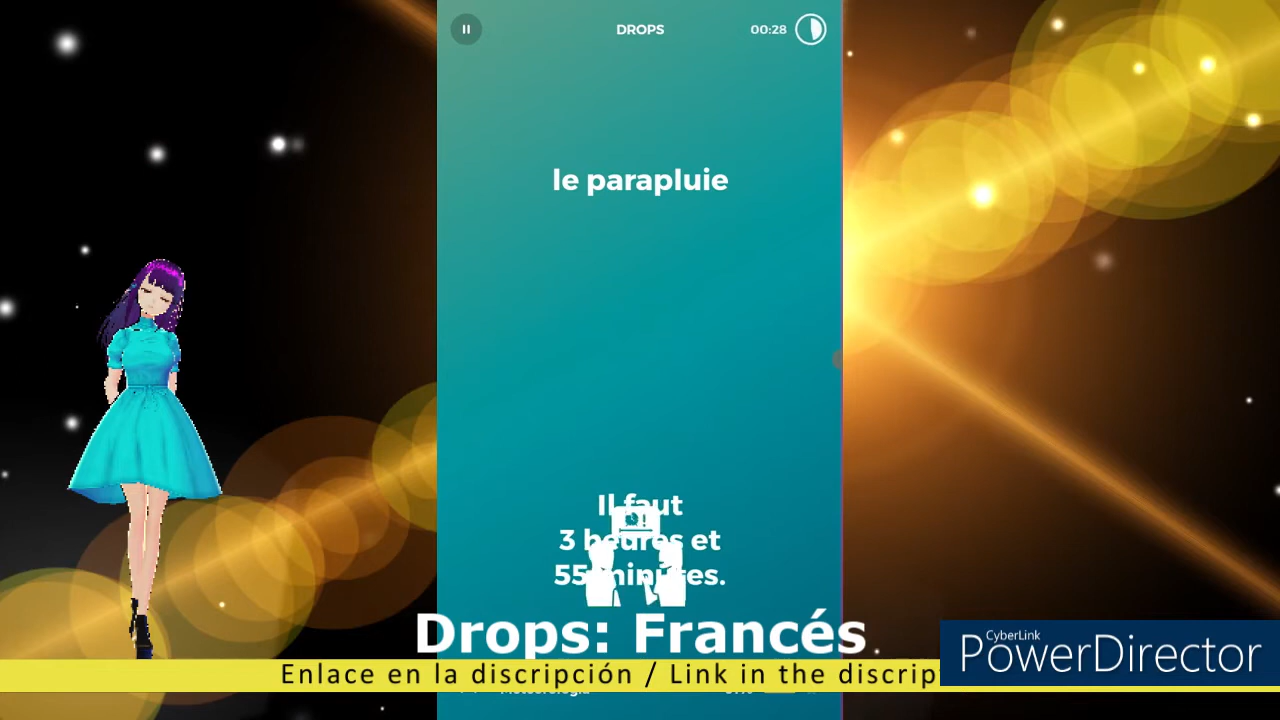 DROPS
00:28
le parapluie
Il faut
3 heures et
55 minutes.
Drops: Francés
CyberLink
PowerDirector
Enlace en la discripción / Link in the discrip
Meteorología